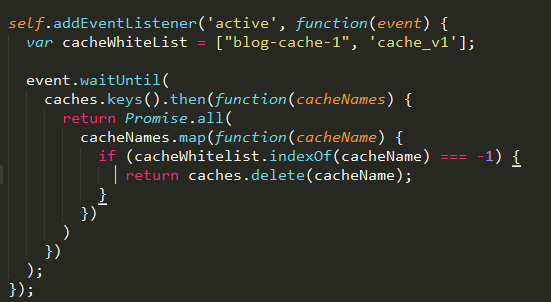 self.addEventListener('active', function(event) {
  var cacheWhiteList = ["blog-cache-1", 'cache_v1'];

  event.waitUntil(
    caches.keys().then(function(cacheNames) {
      return Promise.all(
        cacheNames.map(function(cacheName) {
          if (cacheWhitelist.indexOf(cacheName) === -1) {
            return caches.delete(cacheName);
          }
        })
      )
    })
  );
});